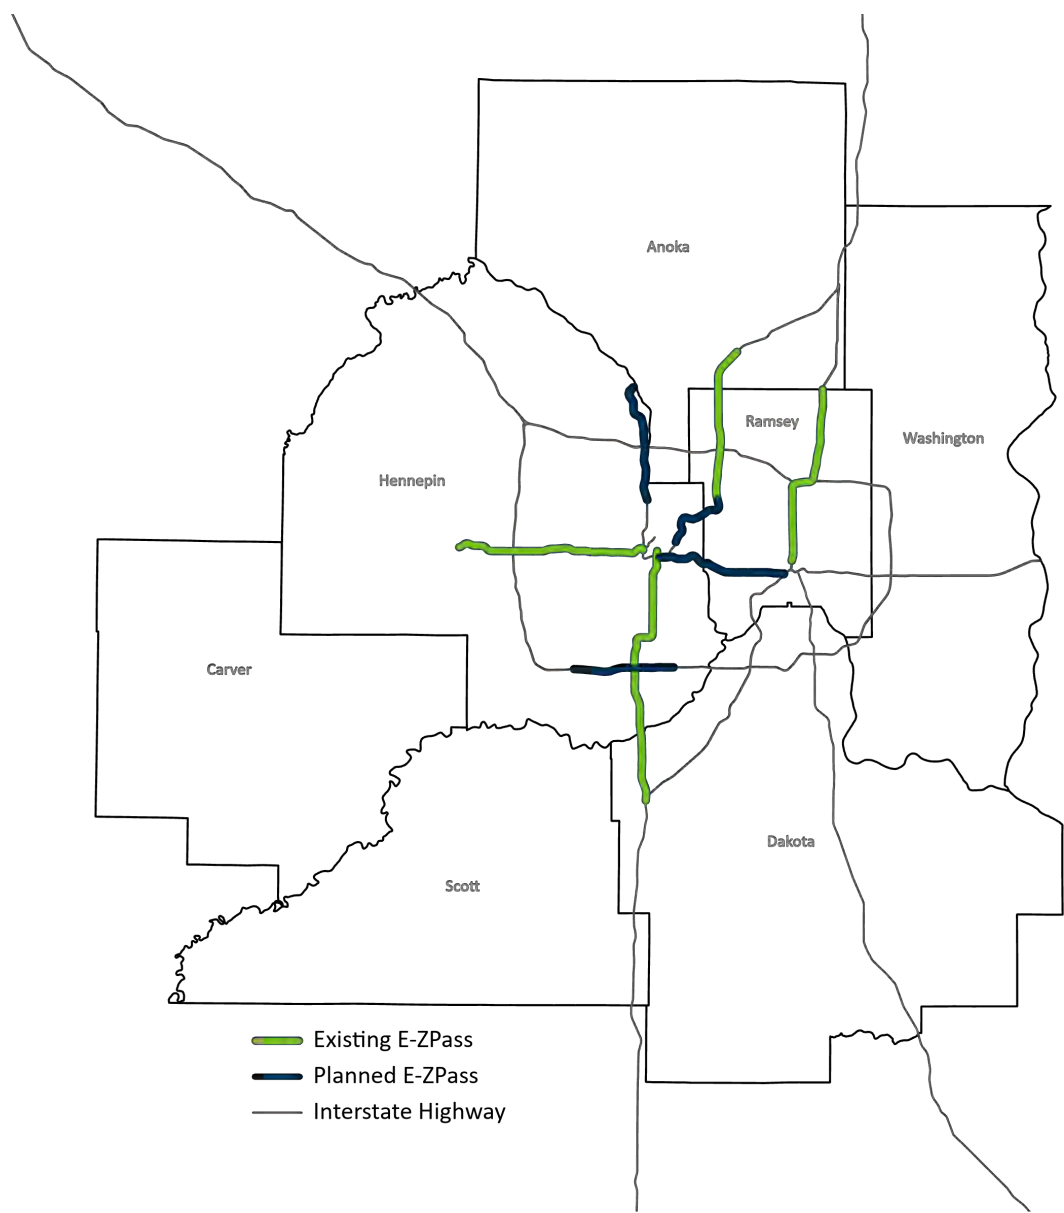 Anoka
Ramsey
Washington
Hennepin
Carver
Dakota
Scott
Existing E-ZPass
Planned E-ZPass
Interstate Highway